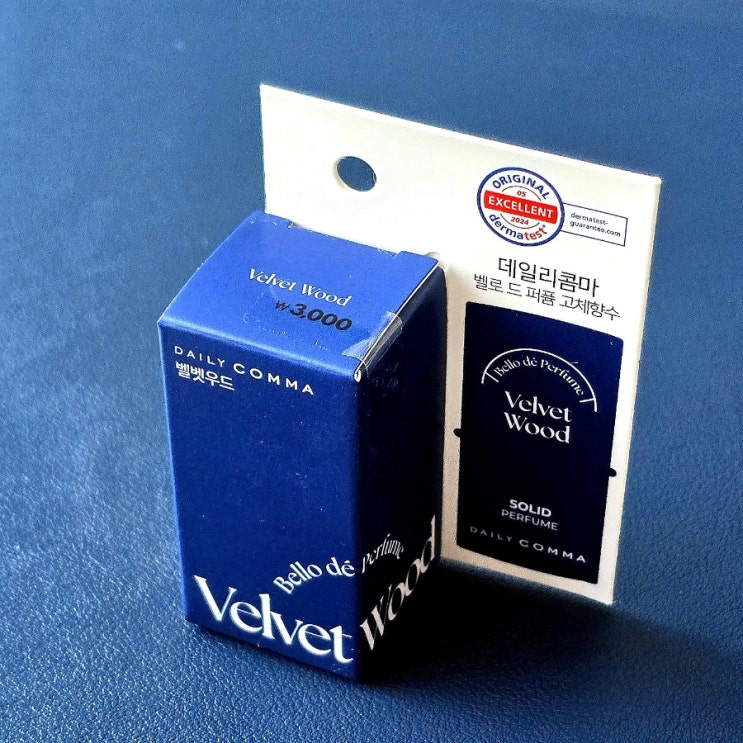 ORIGINAL
05
EXCELLENT
2024
dermatest®
dermatest-
guarantee.com
데일리콤마
벨로 드 퍼퓸 고체향수
Bello dé Perfume
Velvet
Wood
SOLID
PERFUME
DAILY COMMA
Velvet Wood
₩3,000
DAILY COMMA
벨벳우드
Bello dé Perfume
Velvet Wood